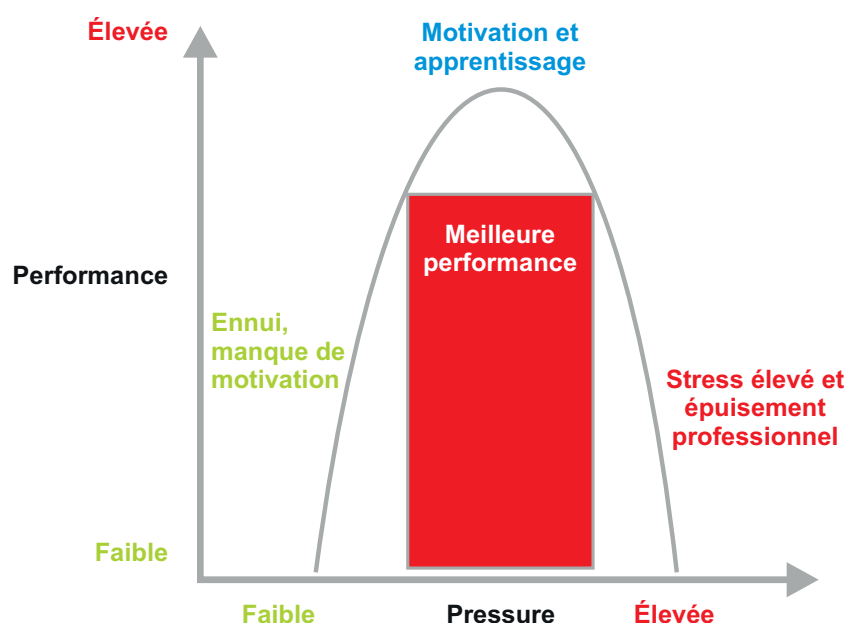 Élevée
Motivation et
apprentissage
Meilleure
performance
Performance
Ennui,
manque de
motivation
Stress élevé et
épuisement
professionnel
Faible
Faible
Pressure
Élevée